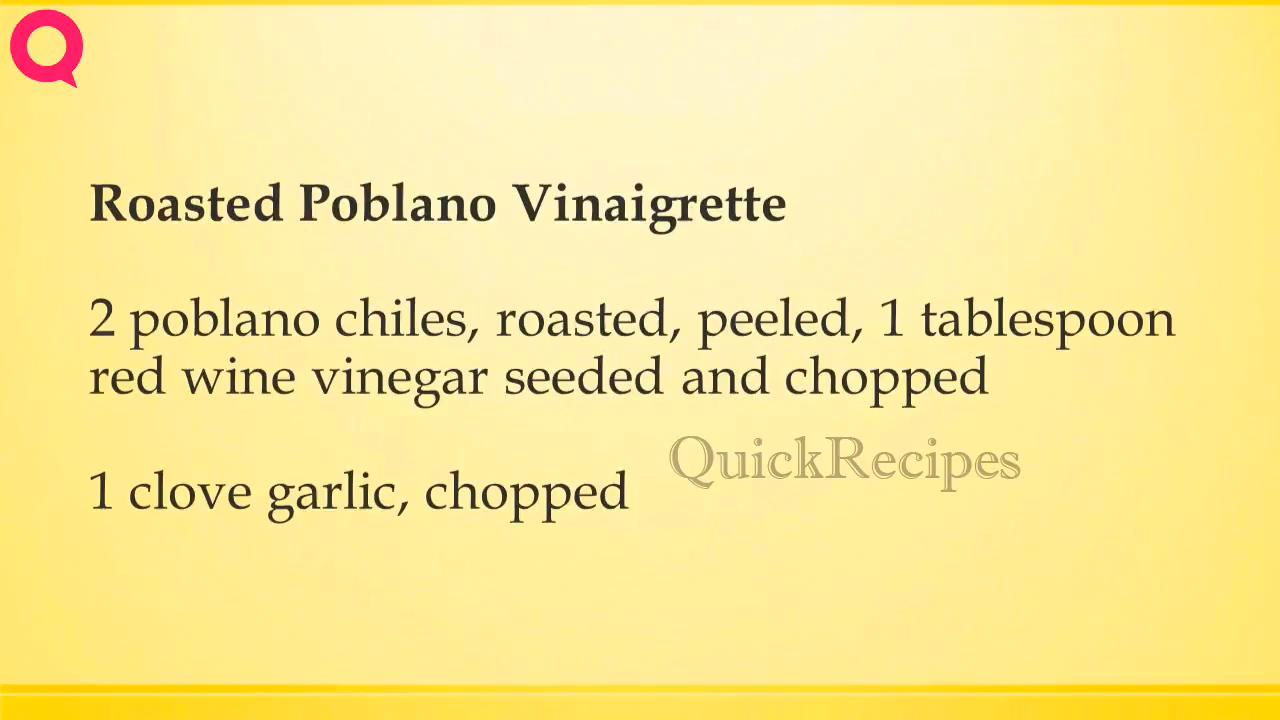 Roasted Poblano Vinaigrette
2 poblano chiles, roasted, peeled, 1 tablespoon
red wine vinegar seeded and chopped
QuickRecipes
1 clove garlic, chopped